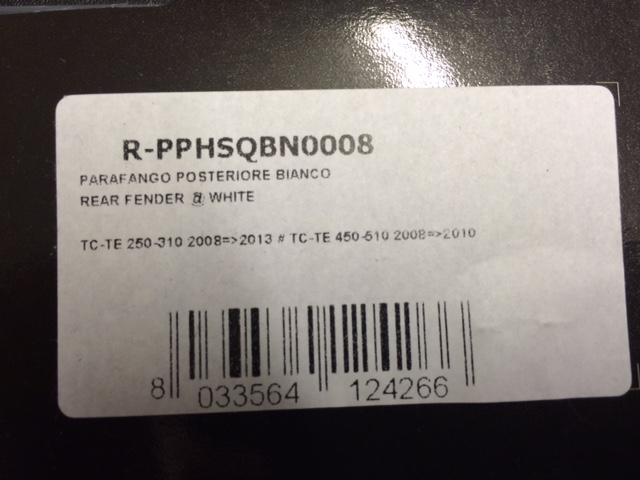 R-PPHSQBN0008
PARAFANGO POSTERIORE BIANCO
REAR FENDER @ WHITE
TC-TE 250-310 2008=>2013 # TC-TE 450-510 2008=>2010
8 033564 124266